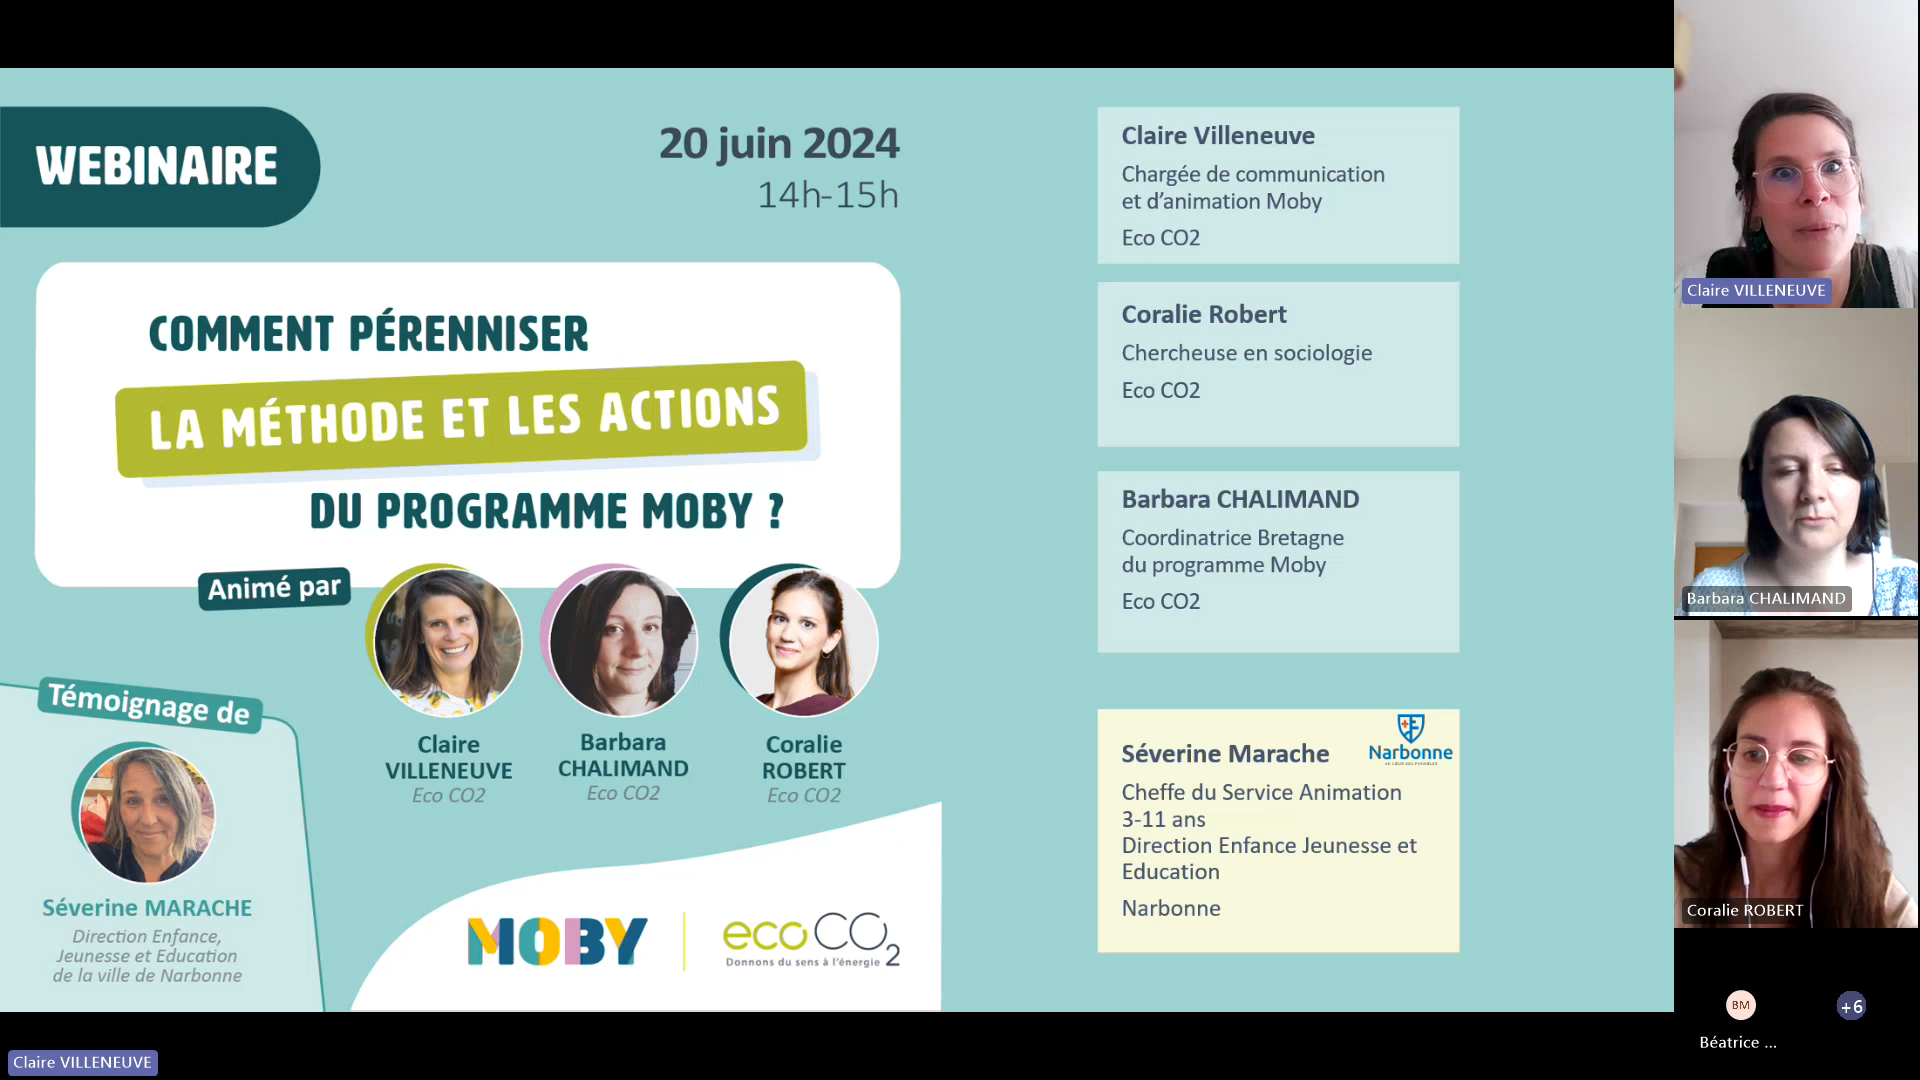 WEBINAIRE
20 juin 2024
14h-15h
COMMENT PÉRENNISER
LA MÉTHODE ET LES ACTIONS
DU PROGRAMME MOBY ?
Animé par
Claire
VILLENEUVE
Eco CO2
Barbara
CHALIMAND
Eco CO2
Coralie
ROBERT
Eco CO2
Témoignage de
Séverine MARACHE
Direction Enfance,
Jeunesse et Education
de la ville de Narbonne
MOBY
ecoCO2
Donnons du sens à l'énergie
Claire Villeneuve
Chargée de communication
et d'animation Moby
Eco CO2
Coralie Robert
Chercheuse en sociologie
Eco CO2
Barbara CHALIMAND
Coordinatrice Bretagne
du programme Moby
Eco CO2
Narbonne
Séverine Marache
Cheffe du Service Animation
3-11 ans
Direction Enfance Jeunesse et
Education
Narbonne
Claire VILLENEUVE
Barbara CHALIMAND
Coralie ROBERT
BM
+6
Béatrice ...
Claire VILLENEUVE